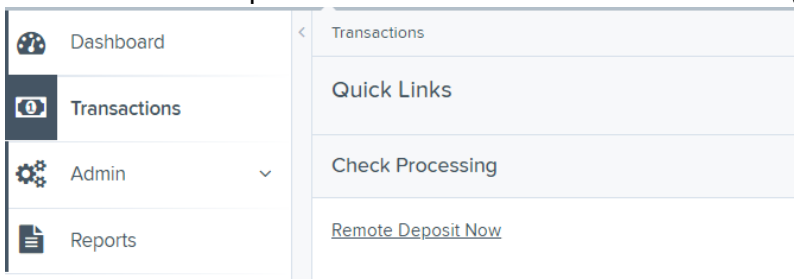 Dashboard
Transactions
Admin
Reports
Transactions
Quick Links
Check Processing
Remote Deposit Now